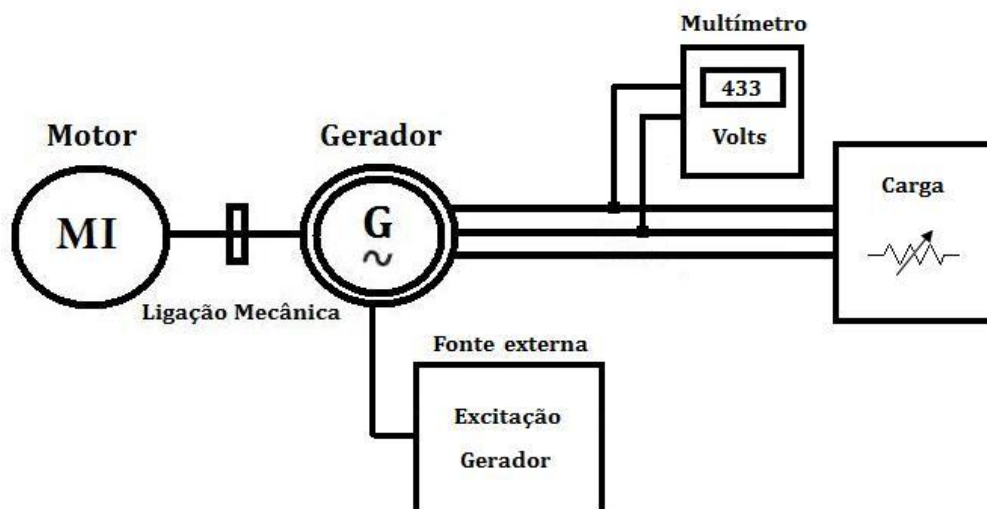 Multímetro
433
Volts
Motor
Gerador
MI
G
~
Carga
Ligação Mecânica
Fonte externa
Excitação
Gerador